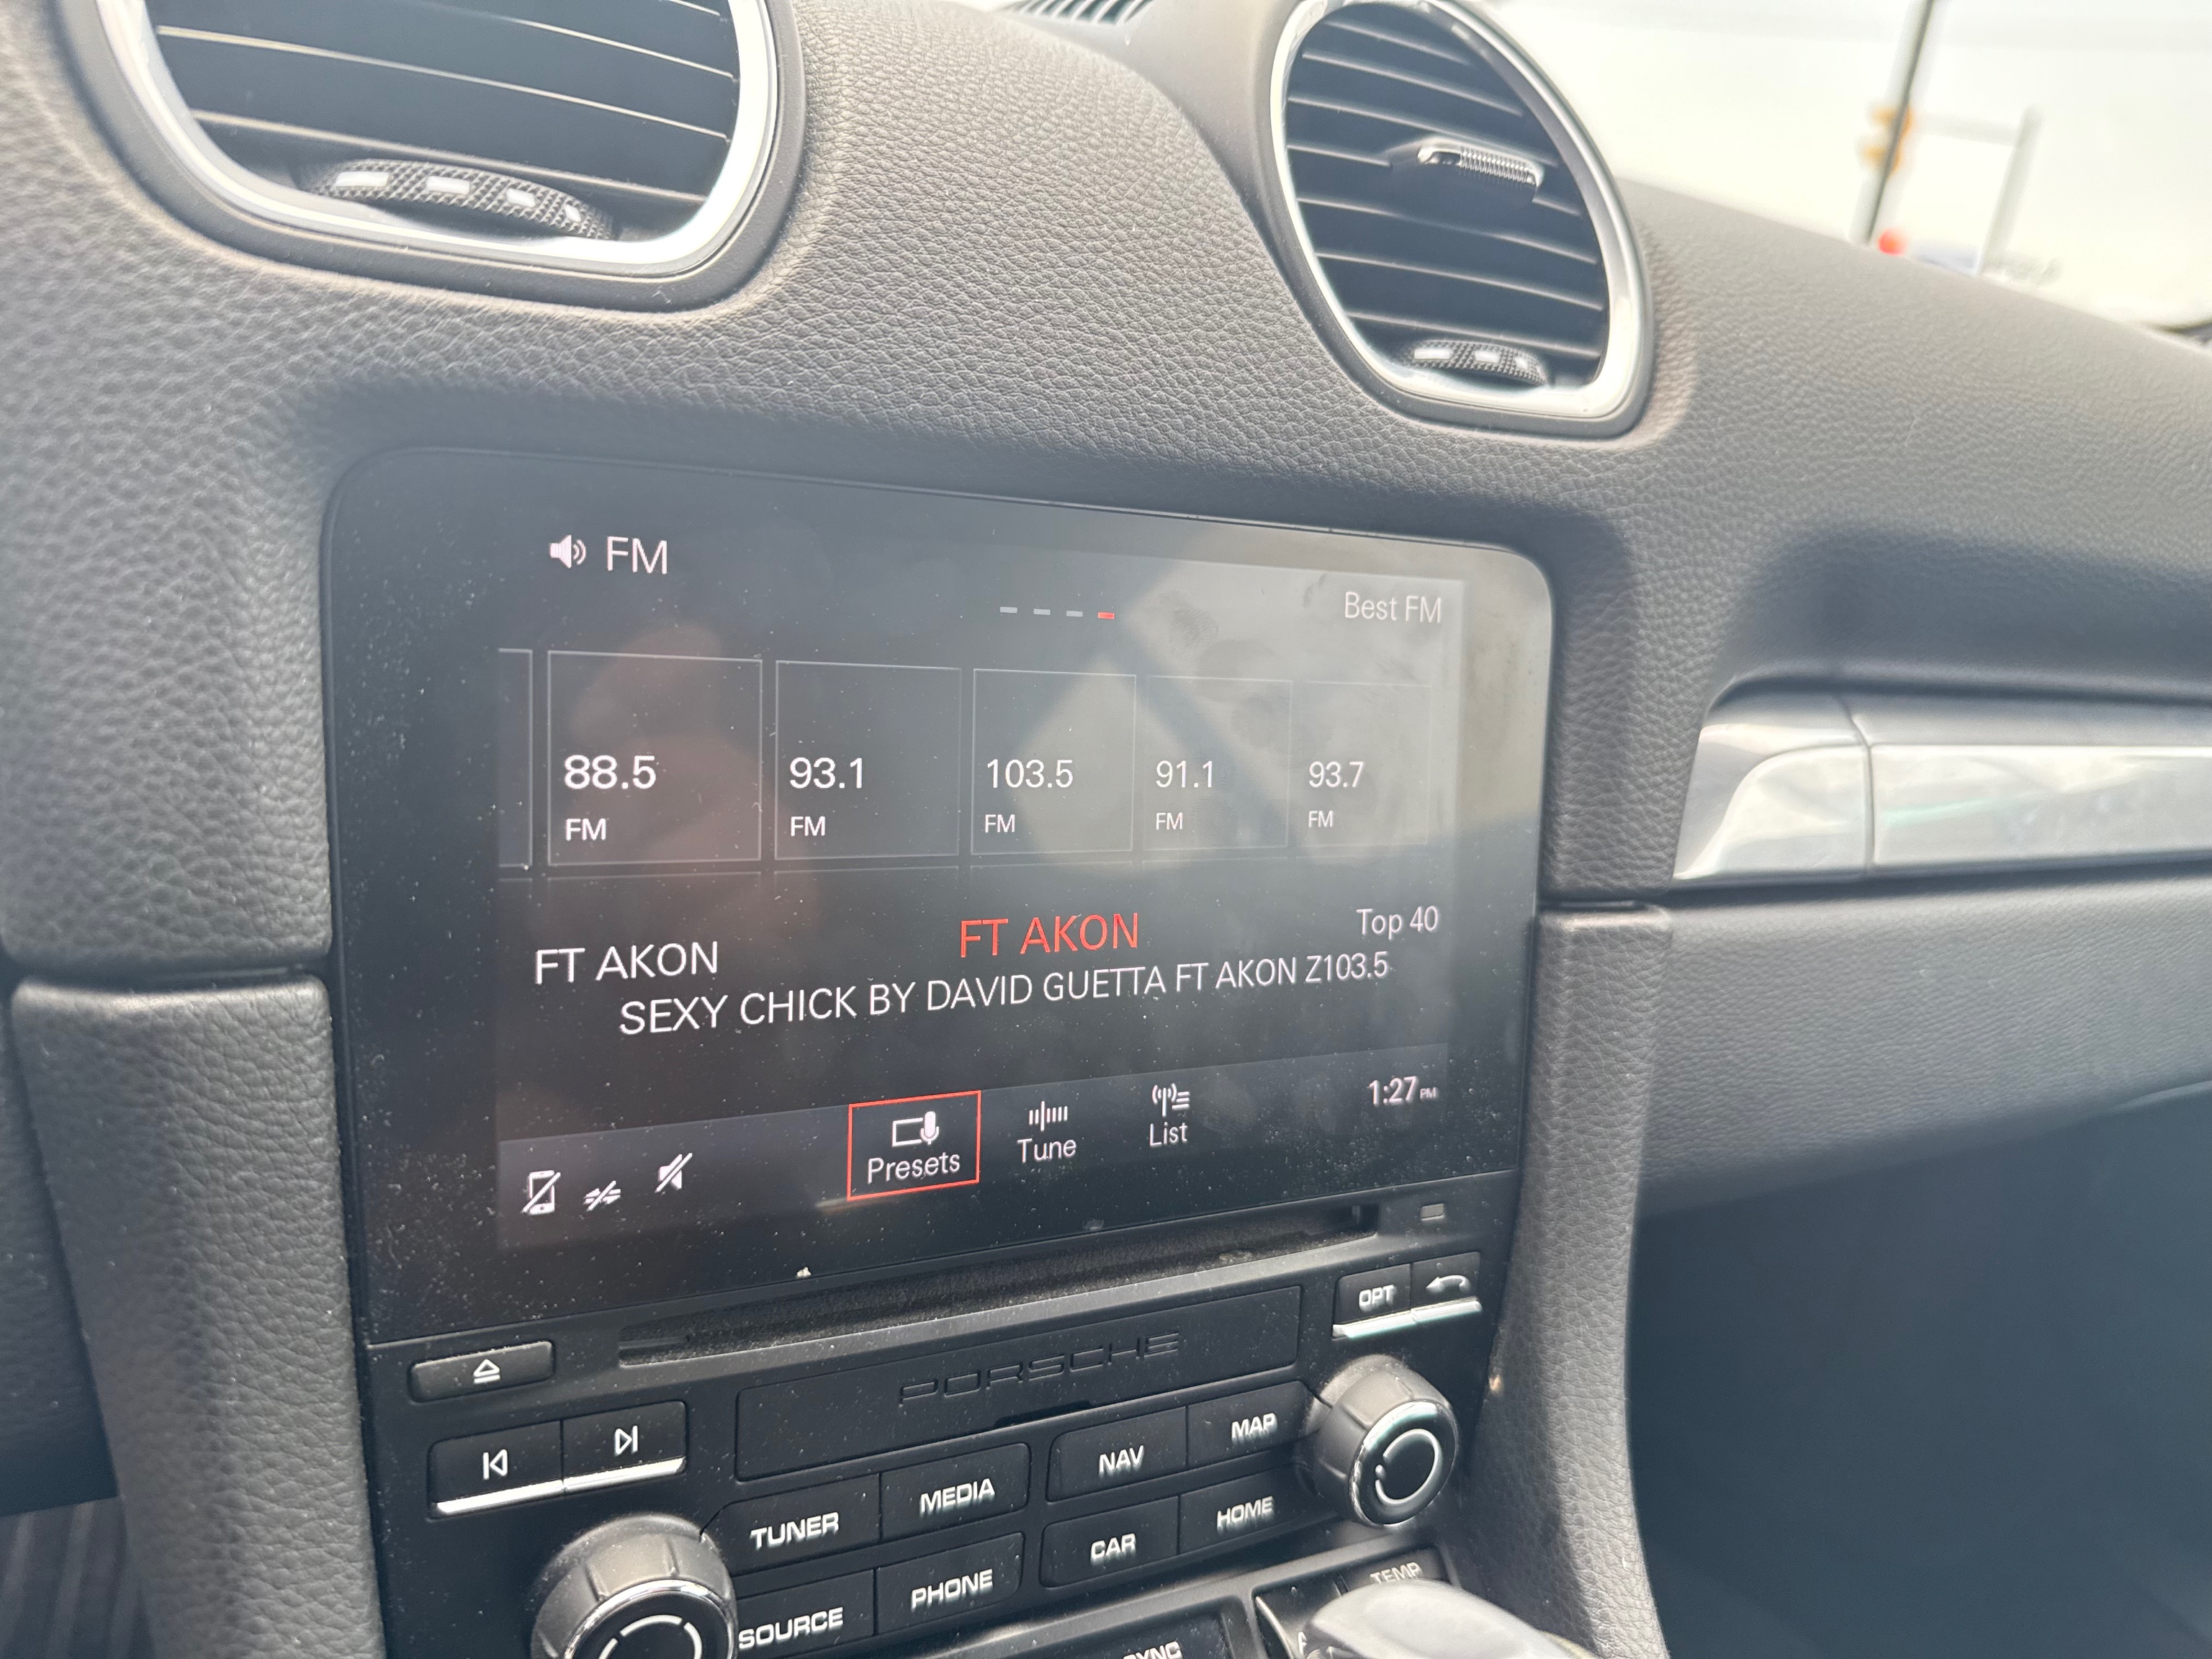 FM
Best FM
88.5 93.1 103.5 91.1 93.7
FM FM FM FM FM
FT AKON FT AKON Top 40
SEXY CHICK BY DAVID GUETTA FT AKON Z103.5
Presets Tune List 1:27 PM
OPT
PORSCHE
TUNER MEDIA NAV MAP
SOURCE PHONE CAR HOME
TEMP